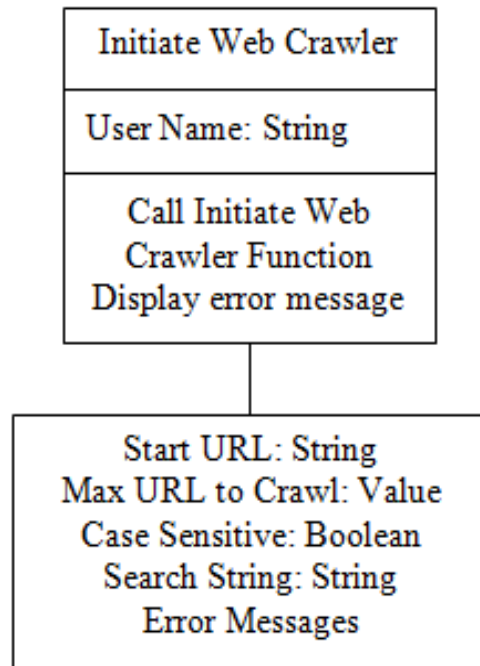 Initiate Web Crawler
User Name: String
Call Initiate Web
Crawler Function
Display error message
Start URL: String
Max URL to Crawl: Value
Case Sensitive: Boolean
Search String: String
Error Messages